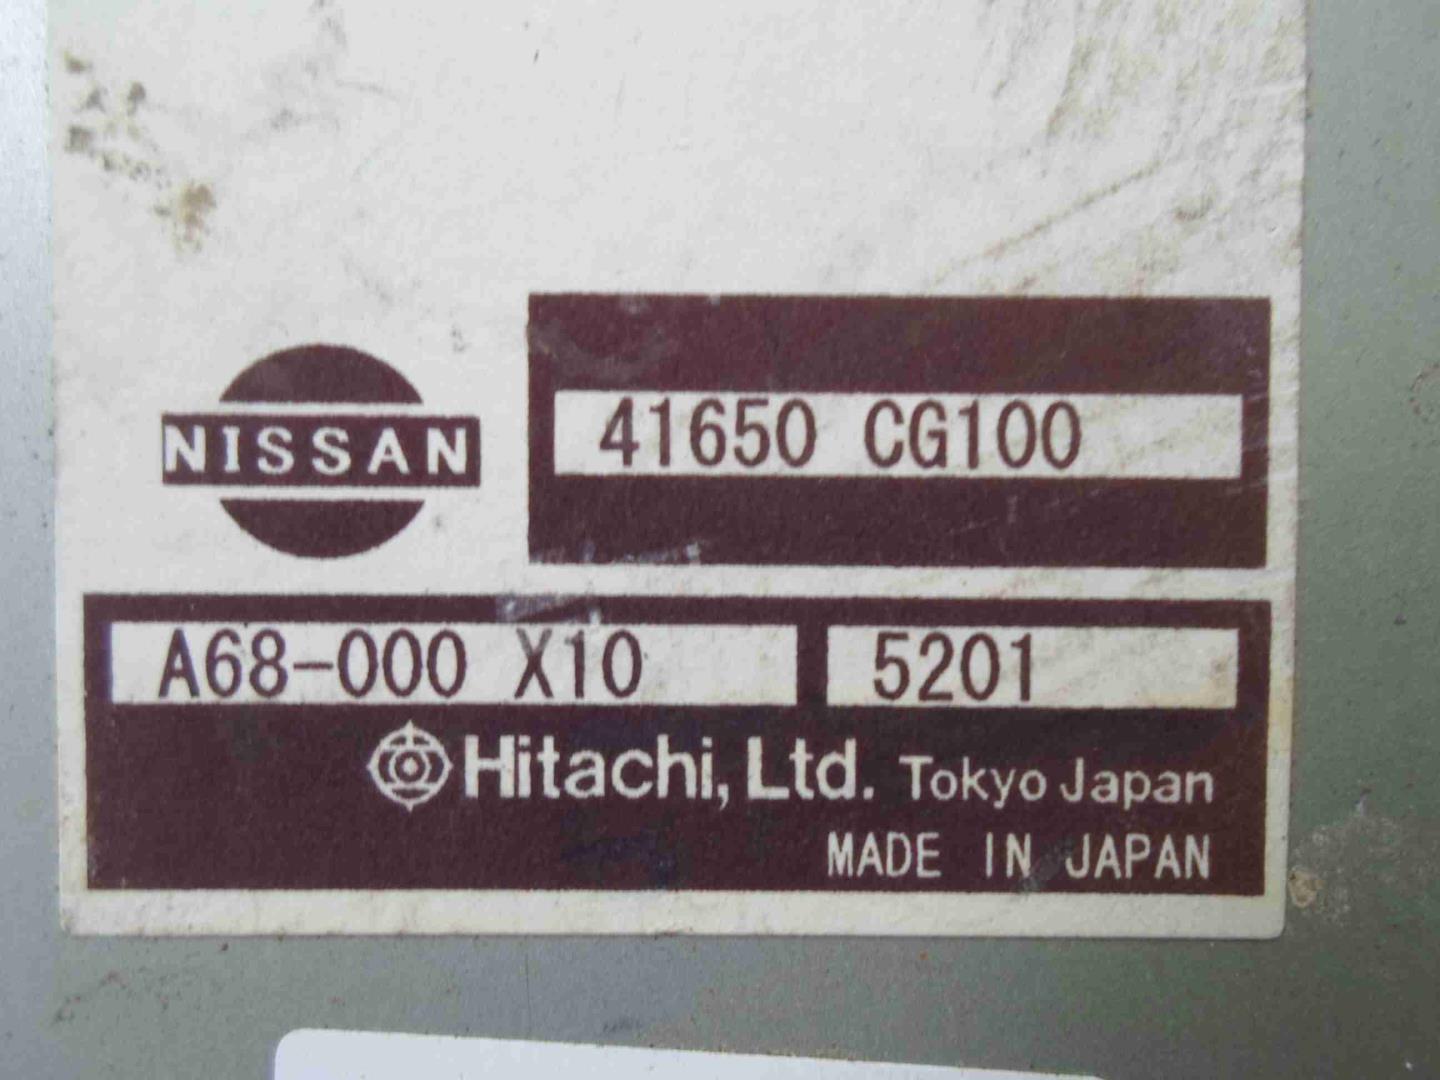 NISSAN
41650 CG100
A68-000 X10
5201
Hitachi, Ltd. Tokyo Japan
MADE IN JAPAN